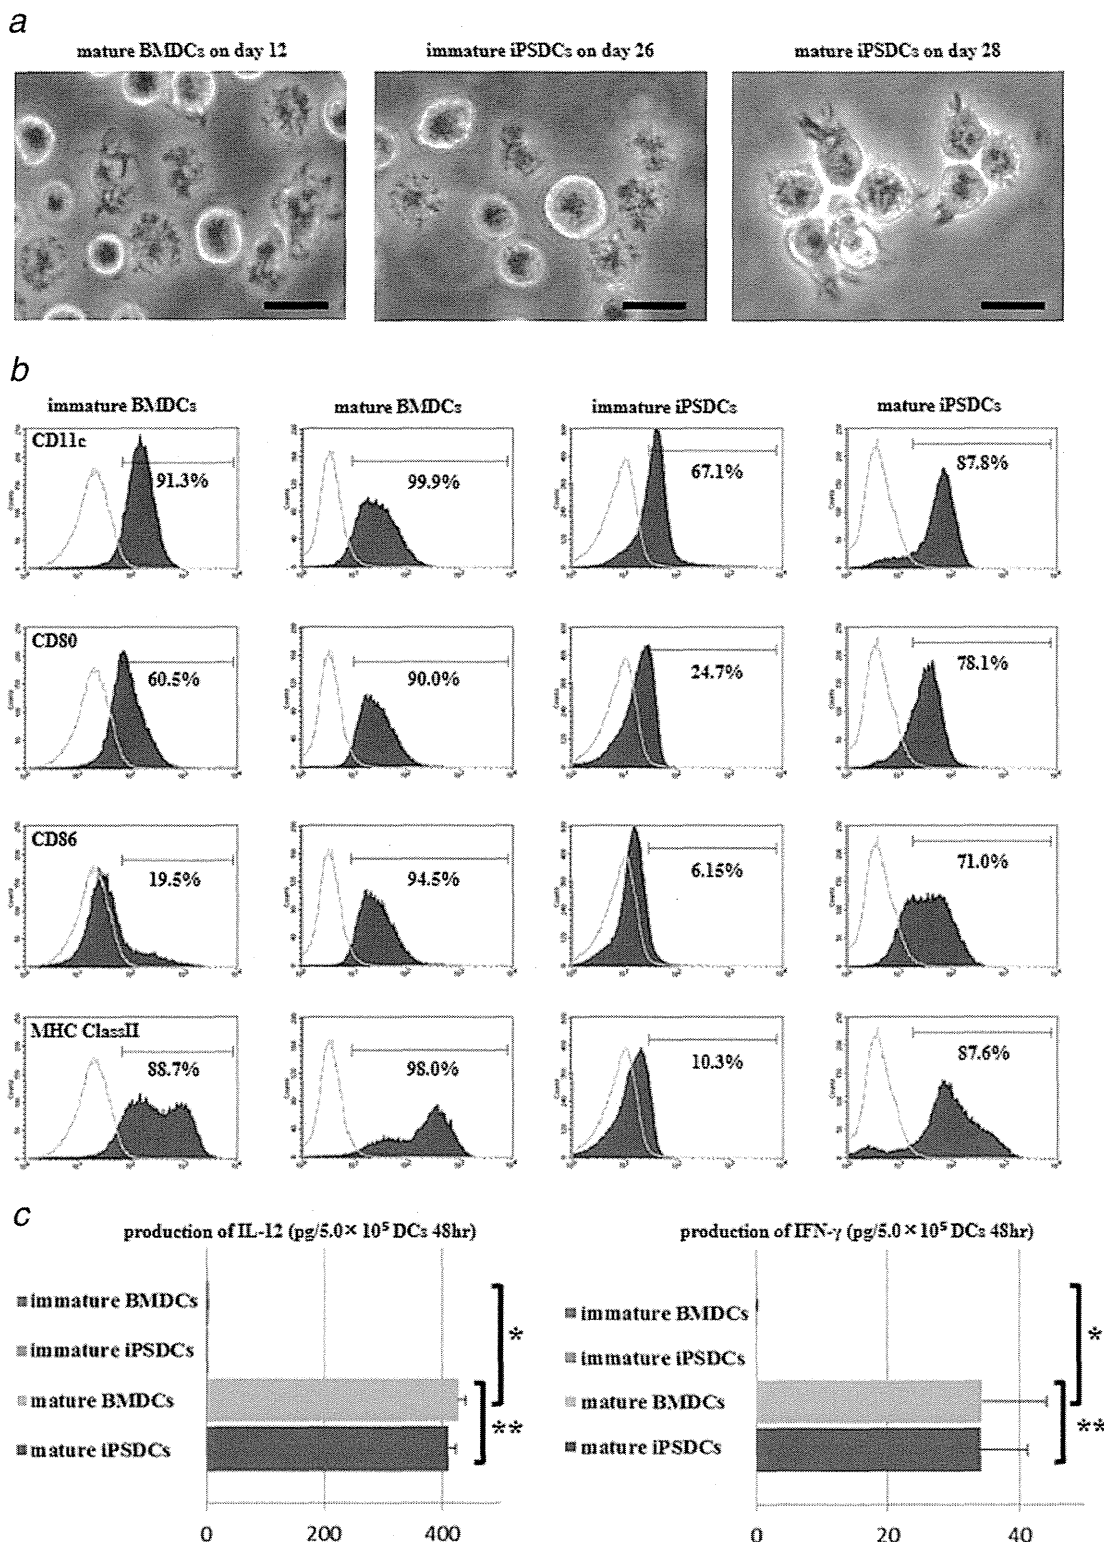 a
mature BMDCs on day 12
immature iPSDCs on day 26
mature iPSDCs on day 28
b
immature BMDCs
mature BMDCs
immature iPSDCs
mature iPSDCs
CD11c
91.3%
99.9%
67.1%
87.8%
CD80
60.5%
90.0%
24.7%
78.1%
CD86
19.5%
94.5%
6.15%
71.0%
MHC ClassII
88.7%
98.0%
10.3%
87.6%
c
production of IL-12 (pg/5.0×10⁵ DCs 48hr)
immature BMDCs
immature iPSDCs
mature BMDCs
mature iPSDCs
*
**
0 200 400
production of IFN-γ (pg/5.0×10⁵ DCs 48hr)
immature BMDCs
immature iPSDCs
mature BMDCs
mature iPSDCs
*
**
0 20 40